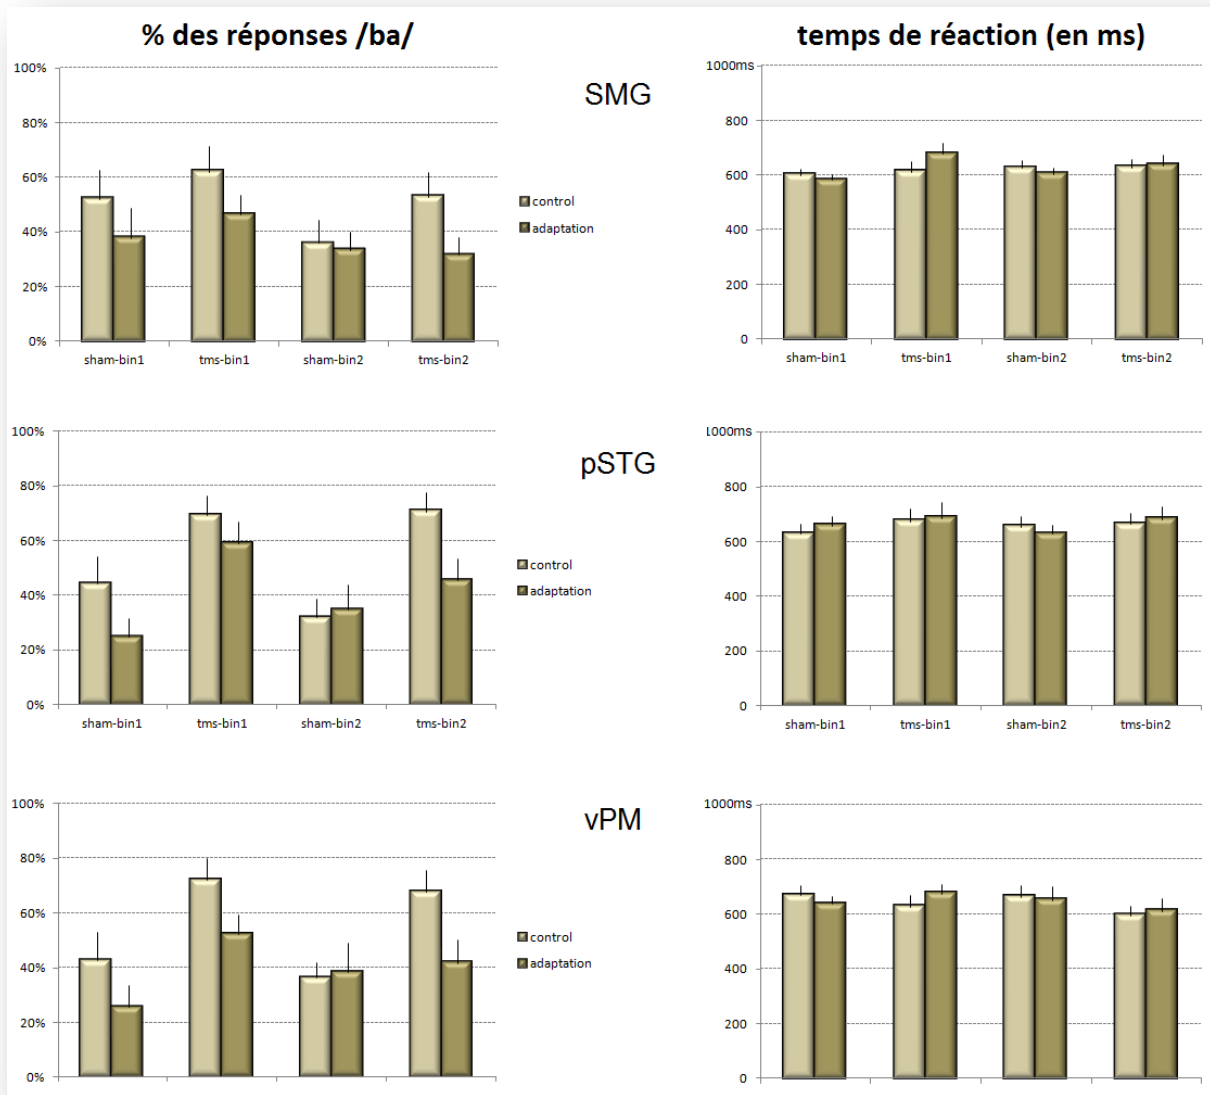 % des réponses /ba/
temps de réaction (en ms)
SMG
100%
80%
60%
40%
20%
0%
sham-bin1 tms-bin1 sham-bin2 tms-bin2
control
adaptation
1000ms
800
600
400
200
0
sham-bin1 tms-bin1 sham-bin2 tms-bin2
pSTG
100%
80%
60%
40%
20%
0%
sham-bin1 tms-bin1 sham-bin2 tms-bin2
control
adaptation
1000ms
800
600
400
200
0
sham-bin1 tms-bin1 sham-bin2 tms-bin2
vPM
100%
80%
60%
40%
20%
0%
control
adaptation
1000ms
800
600
400
200
0